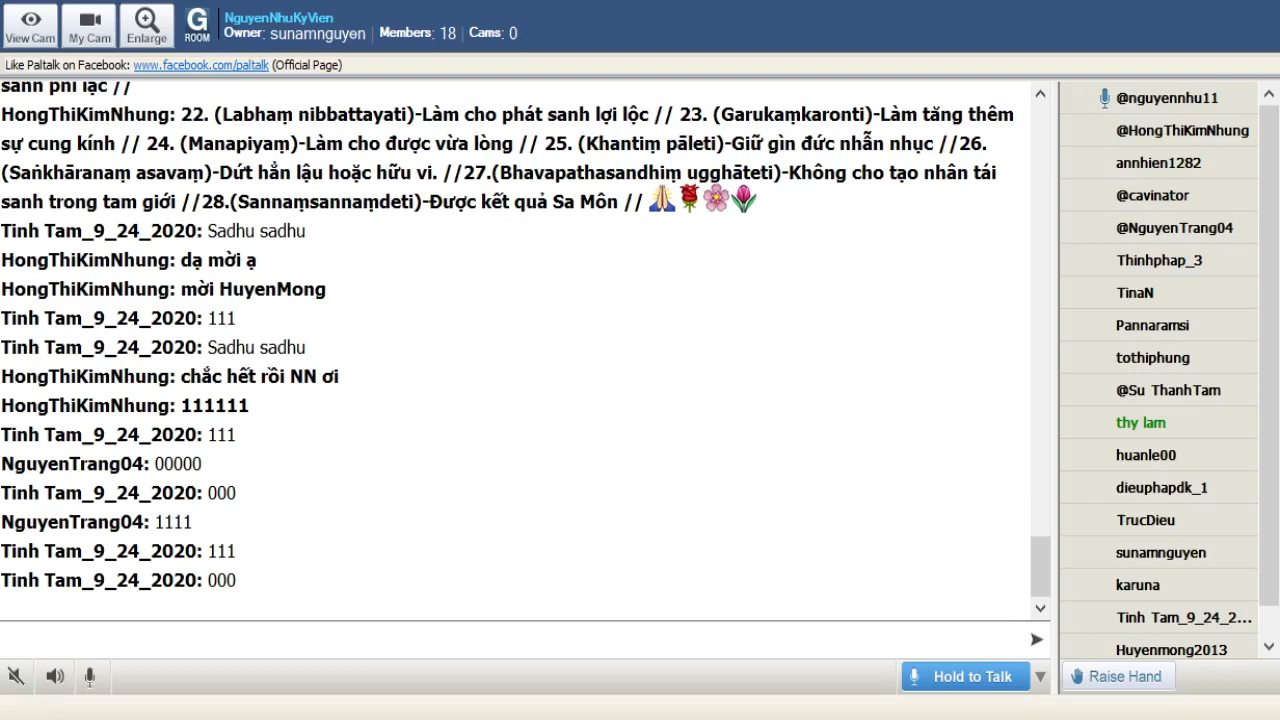 View Cam
My Cam
Enlarge
G
ROOM
NguyenNhuKyVien
Owner: sunamnguyen | Members: 18 | Cams: 0
Like Paltalk on Facebook: www.facebook.com/paltalk (Official Page)
sanh phỉ lạc //
HongThiKimNhung: 22. (Labhaṃ nibbattayati)-Làm cho phát sanh lợi lộc // 23. (Garukaṃkaronti)-Làm tăng thêm
sự cung kính // 24. (Manapiyaṃ)-Làm cho được vừa lòng // 25. (Khantiṃ pāleti)-Giữ gìn đức nhẫn nhục //26.
(Saṅkhāranaṃ asavaṃ)-Dứt hẳn lậu hoặc hữu vi. //27.(Bhavapathasandhiṃ ugghāteti)-Không cho tạo nhân tái
sanh trong tam giới //28.(Sannaṃsannaṃdeti)-Được kết quả Sa Môn // 🙏🌹🌸🌷
Tinh Tam_9_24_2020: Sadhu sadhu
HongThiKimNhung: dạ mời ạ
HongThiKimNhung: mời HuyenMong
Tinh Tam_9_24_2020: 111
Tinh Tam_9_24_2020: Sadhu sadhu
HongThiKimNhung: chắc hết rồi NN ơi
HongThiKimNhung: 111111
Tinh Tam_9_24_2020: 111
NguyenTrang04: 00000
Tinh Tam_9_24_2020: 000
NguyenTrang04: 1111
Tinh Tam_9_24_2020: 111
Tinh Tam_9_24_2020: 000
@nguyennhu11
@HongThiKimNhung
annhien1282
@cavinator
@NguyenTrang04
Thinhphap_3
TinaN
Pannaramsi
tothiphung
@Su ThanhTam
thy lam
huanle00
dieuphapdk_1
TrucDieu
sunamnguyen
karuna
Tinh Tam_9_24_2...
Huyenmong2013
Hold to Talk
Raise Hand